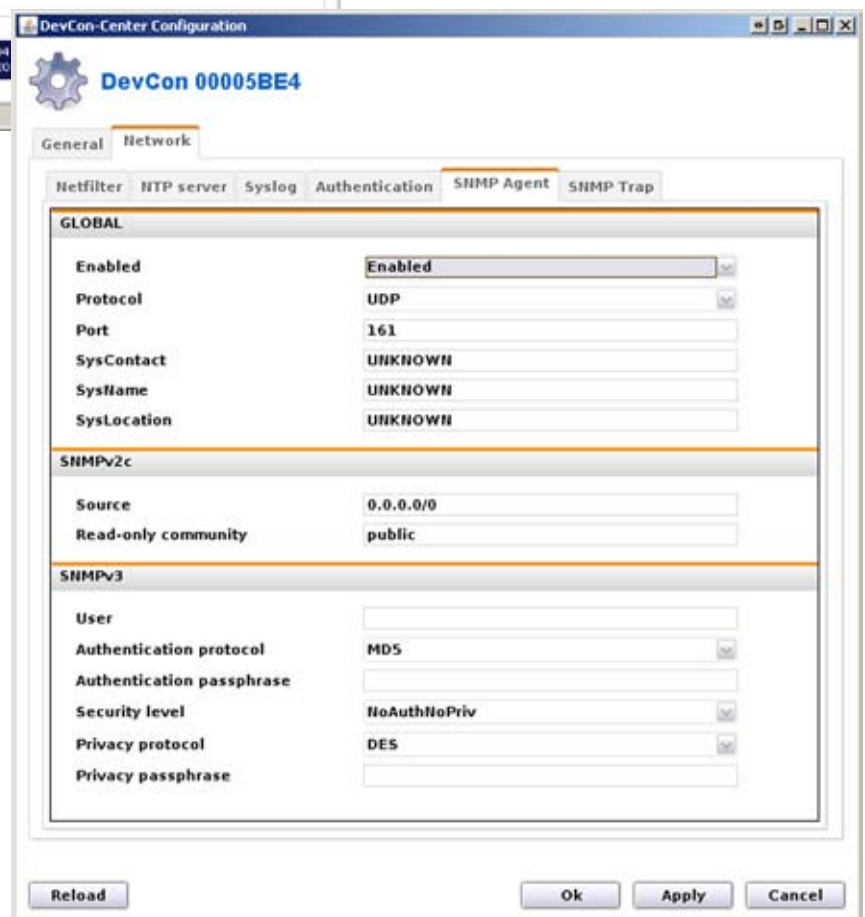 DevCon-Center Configuration
DevCon 00005BE4
General Network
Netfilter NTP server Syslog Authentication SNMP Agent SNMP Trap
GLOBAL
Enabled Enabled
Protocol UDP
Port 161
SysContact UNKNOWN
SysName UNKNOWN
SysLocation UNKNOWN
SNMPv2c
Source 0.0.0.0/0
Read-only community public
SNMPv3
User
Authentication protocol MD5
Authentication passphrase
Security level NoAuthNoPriv
Privacy protocol DES
Privacy passphrase
Reload Ok Apply Cancel